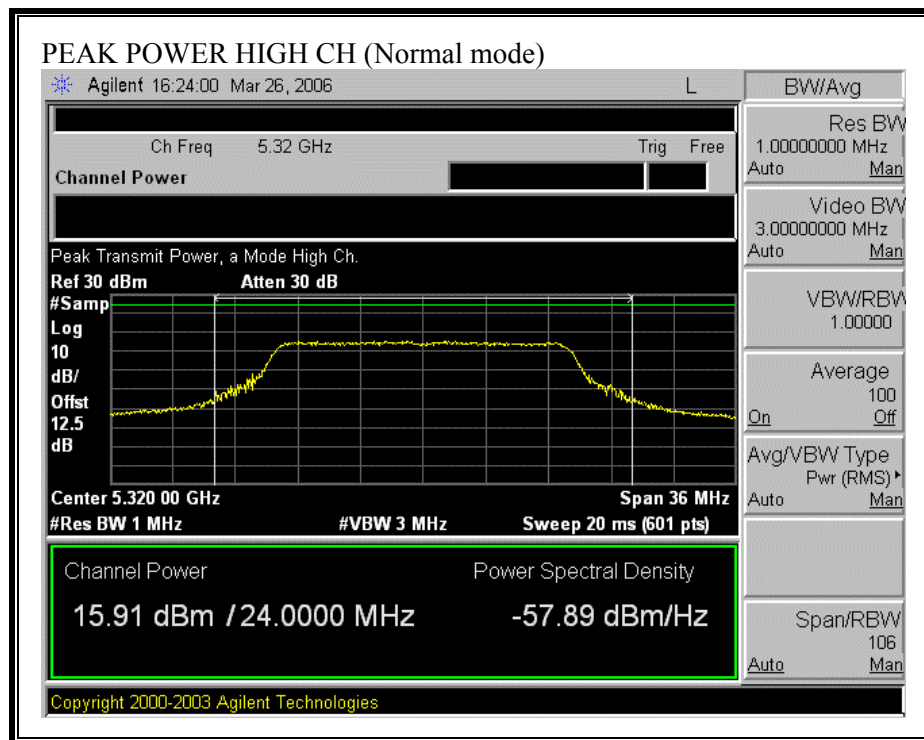 PEAK POWER HIGH CH (Normal mode)
Agilent 16:24:00 Mar 26, 2006 L
BW/Avg
Ch Freq 5.32 GHz Trig Free
Channel Power
Peak Transmit Power, a Mode High Ch.
Ref 30 dBm Atten 30 dB
#Samp
Log
10
dB/
Offst
12.5
dB
Center 5.320 00 GHz Span 36 MHz
#Res BW 1 MHz #VBW 3 MHz Sweep 20 ms (601 pts)
Channel Power Power Spectral Density
15.91 dBm / 24.0000 MHz -57.89 dBm/Hz
Copyright 2000-2003 Agilent Technologies
Res BW
1.00000000 MHz
Auto Man
Video BW
3.00000000 MHz
Auto Man
VBW/RBW
1.00000
Average
100
On Off
Avg/VBW Type
Pwr (RMS)
Auto Man
Span/RBW
106
Auto Man